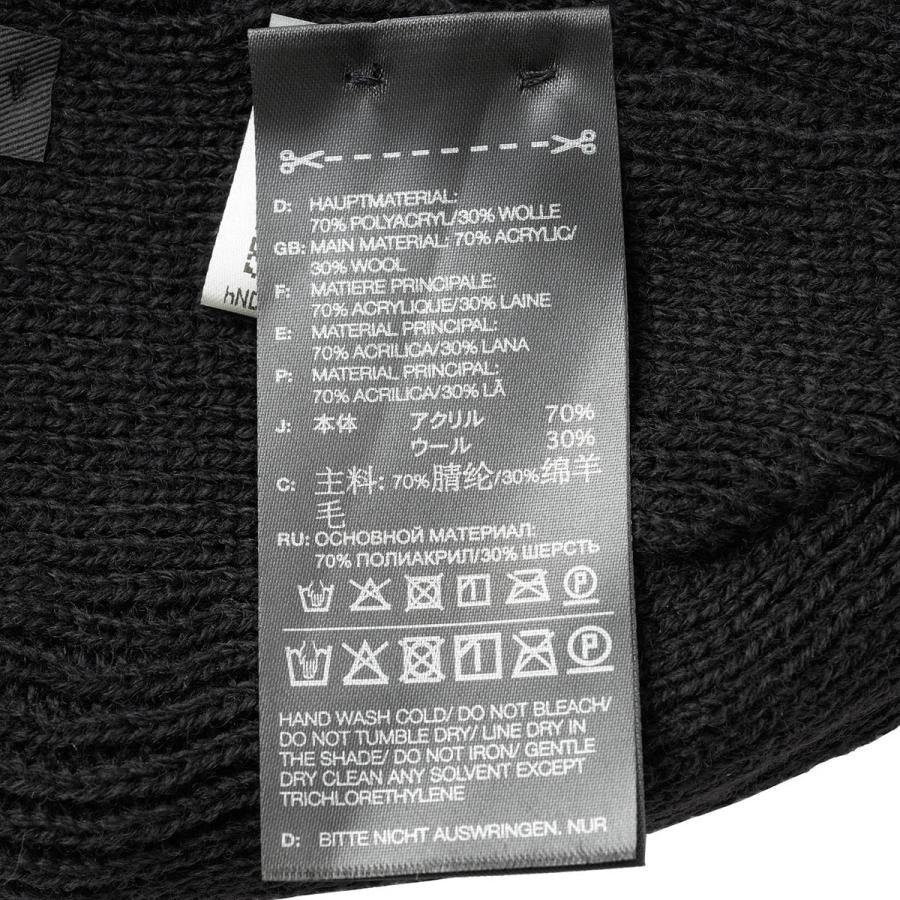 D: HAUPTMATERIAL:
70% POLYACRYL/30% WOLLE
GB: MAIN MATERIAL: 70% ACRYLIC/
30% WOOL
F: MATIERE PRINCIPALE:
70% ACRYLIQUE/30% LAINE
E: MATERIAL PRINCIPAL:
70% ACRILICA/30% LANA
P: MATERIAL PRINCIPAL:
70% ACRILICA/30% LÃ
J: 本体 アクリル 70%
ウール 30%
C: 主料: 70%腈纶/30%绵羊
毛
RU: ОСНОВНОЙ МАТЕРИАЛ:
70% ПОЛИАКРИЛ/30% ШЕРСТЬ
P
P
HAND WASH COLD/ DO NOT BLEACH/
DO NOT TUMBLE DRY/ LINE DRY IN
THE SHADE/ DO NOT IRON/ GENTLE
DRY CLEAN ANY SOLVENT EXCEPT
TRICHLORETHYLENE
D: BITTE NICHT AUSWRINGEN. NUR